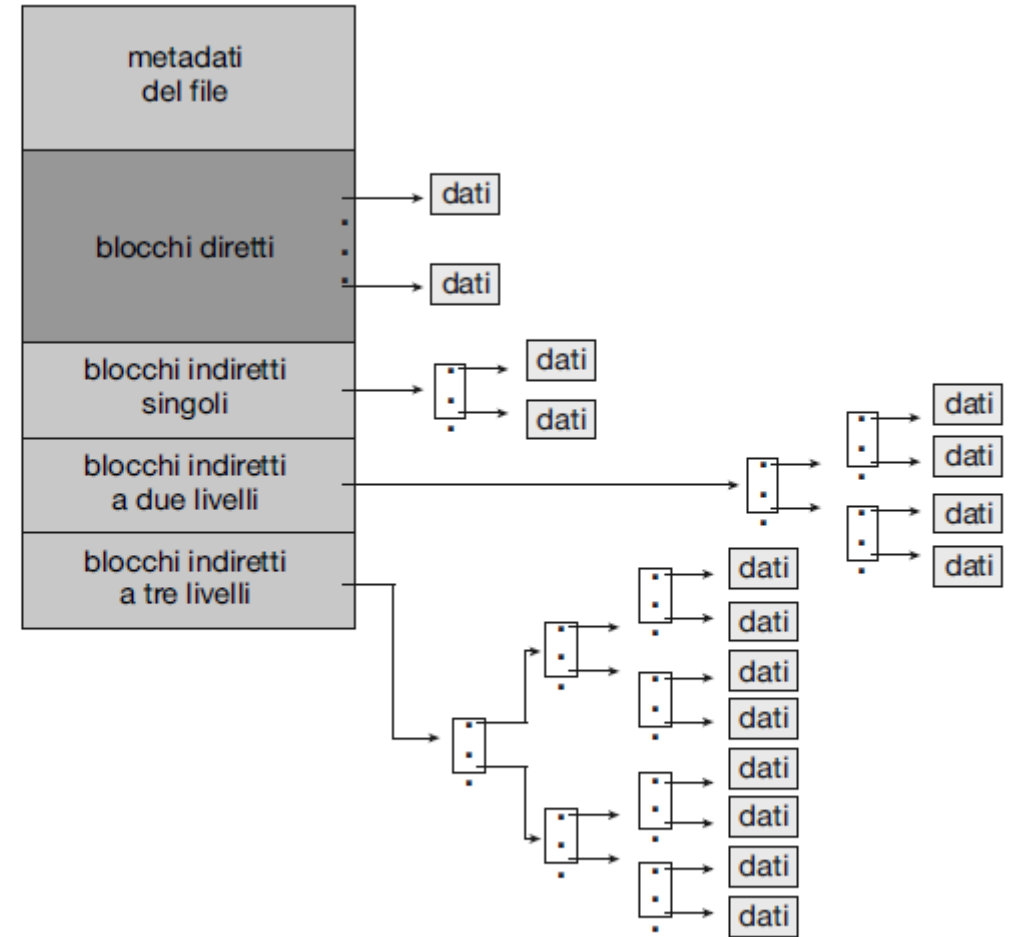 metadati
del file
blocchi diretti
dati
dati
blocchi indiretti
singoli
dati
dati
blocchi indiretti
a due livelli
dati
dati
dati
dati
blocchi indiretti
a tre livelli
dati
dati
dati
dati
dati
dati
dati
dati